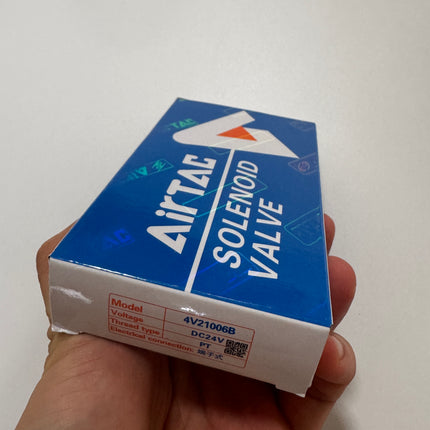 AirTAC
SOLENOID
VALVE
Model 4V21006B
Voltage DC24V
Thread type PT
Electrical connection: 端子式